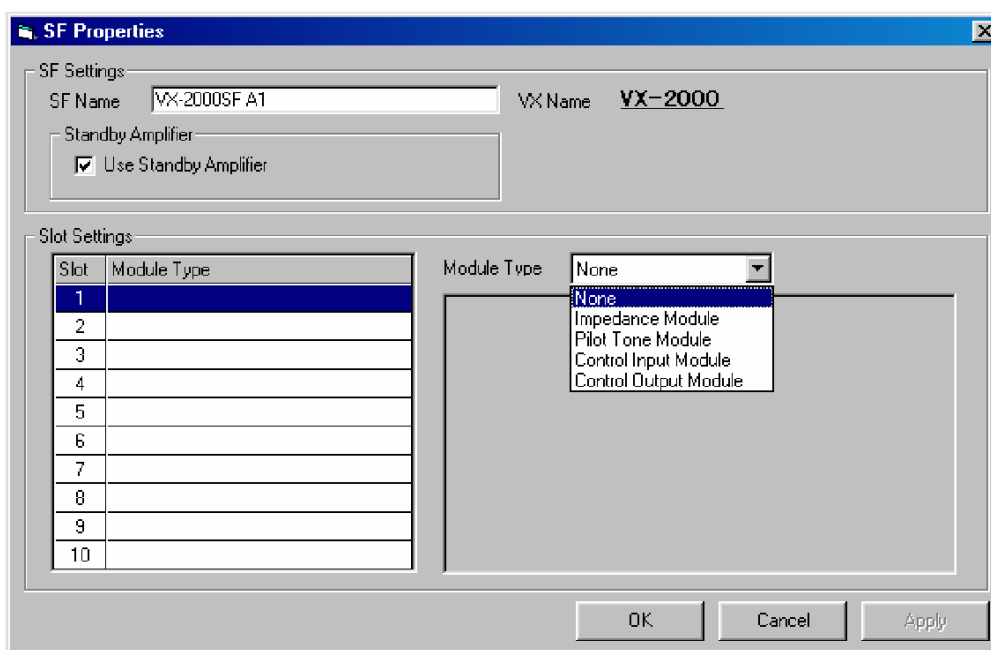 SF Properties
SF Settings
SF Name VX-2000SF A1 VX Name VX-2000
Standby Amplifier
Use Standby Amplifier
Slot Settings
Slot Module Type
Module Type None
1
2
3
4
5
6
7
8
9
10
None
Impedance Module
Pilot Tone Module
Control Input Module
Control Output Module
OK Cancel Apply